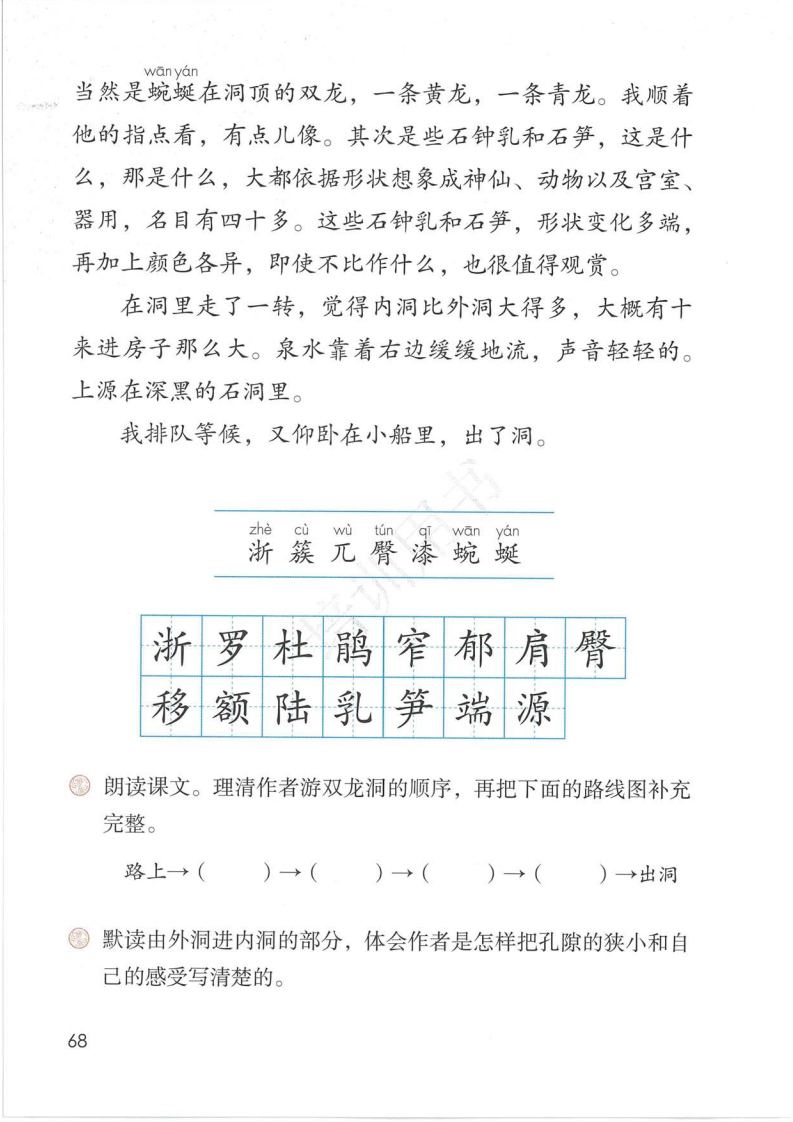 wān yán
当然是蜿蜒在洞顶的双龙，一条黄龙，一条青龙。我顺着
他的指点看，有点儿像。其次是些石钟乳和石笋，这是什
么，那是什么，大都依据形状想象成神仙、动物以及宫室、
器用，名目有四十多。这些石钟乳和石笋，形状变化多端，
再加上颜色各异，即使不比作什么，也很值得观赏。
在洞里走了一转，觉得内洞比外洞大得多，大概有十
来进房子那么大。泉水靠着右边缓缓地流，声音轻轻的。
上源在深黑的石洞里。
我排队等候，又仰卧在小船里，出了洞。
培训用书
zhè cù wù tún qī wān yán
浙 簇 兀 臀 漆 蜿 蜒
浙 罗 杜 鹃 窄 郁 肩 臀
移 额 陆 乳 笋 端 源
朗读课文。理清作者游双龙洞的顺序，再把下面的路线图补充
完整。
路上→（ ）→（ ）→（ ）→（ ）→出洞
默读由外洞进内洞的部分，体会作者是怎样把孔隙的狭小和自
己的感受写清楚的。
68